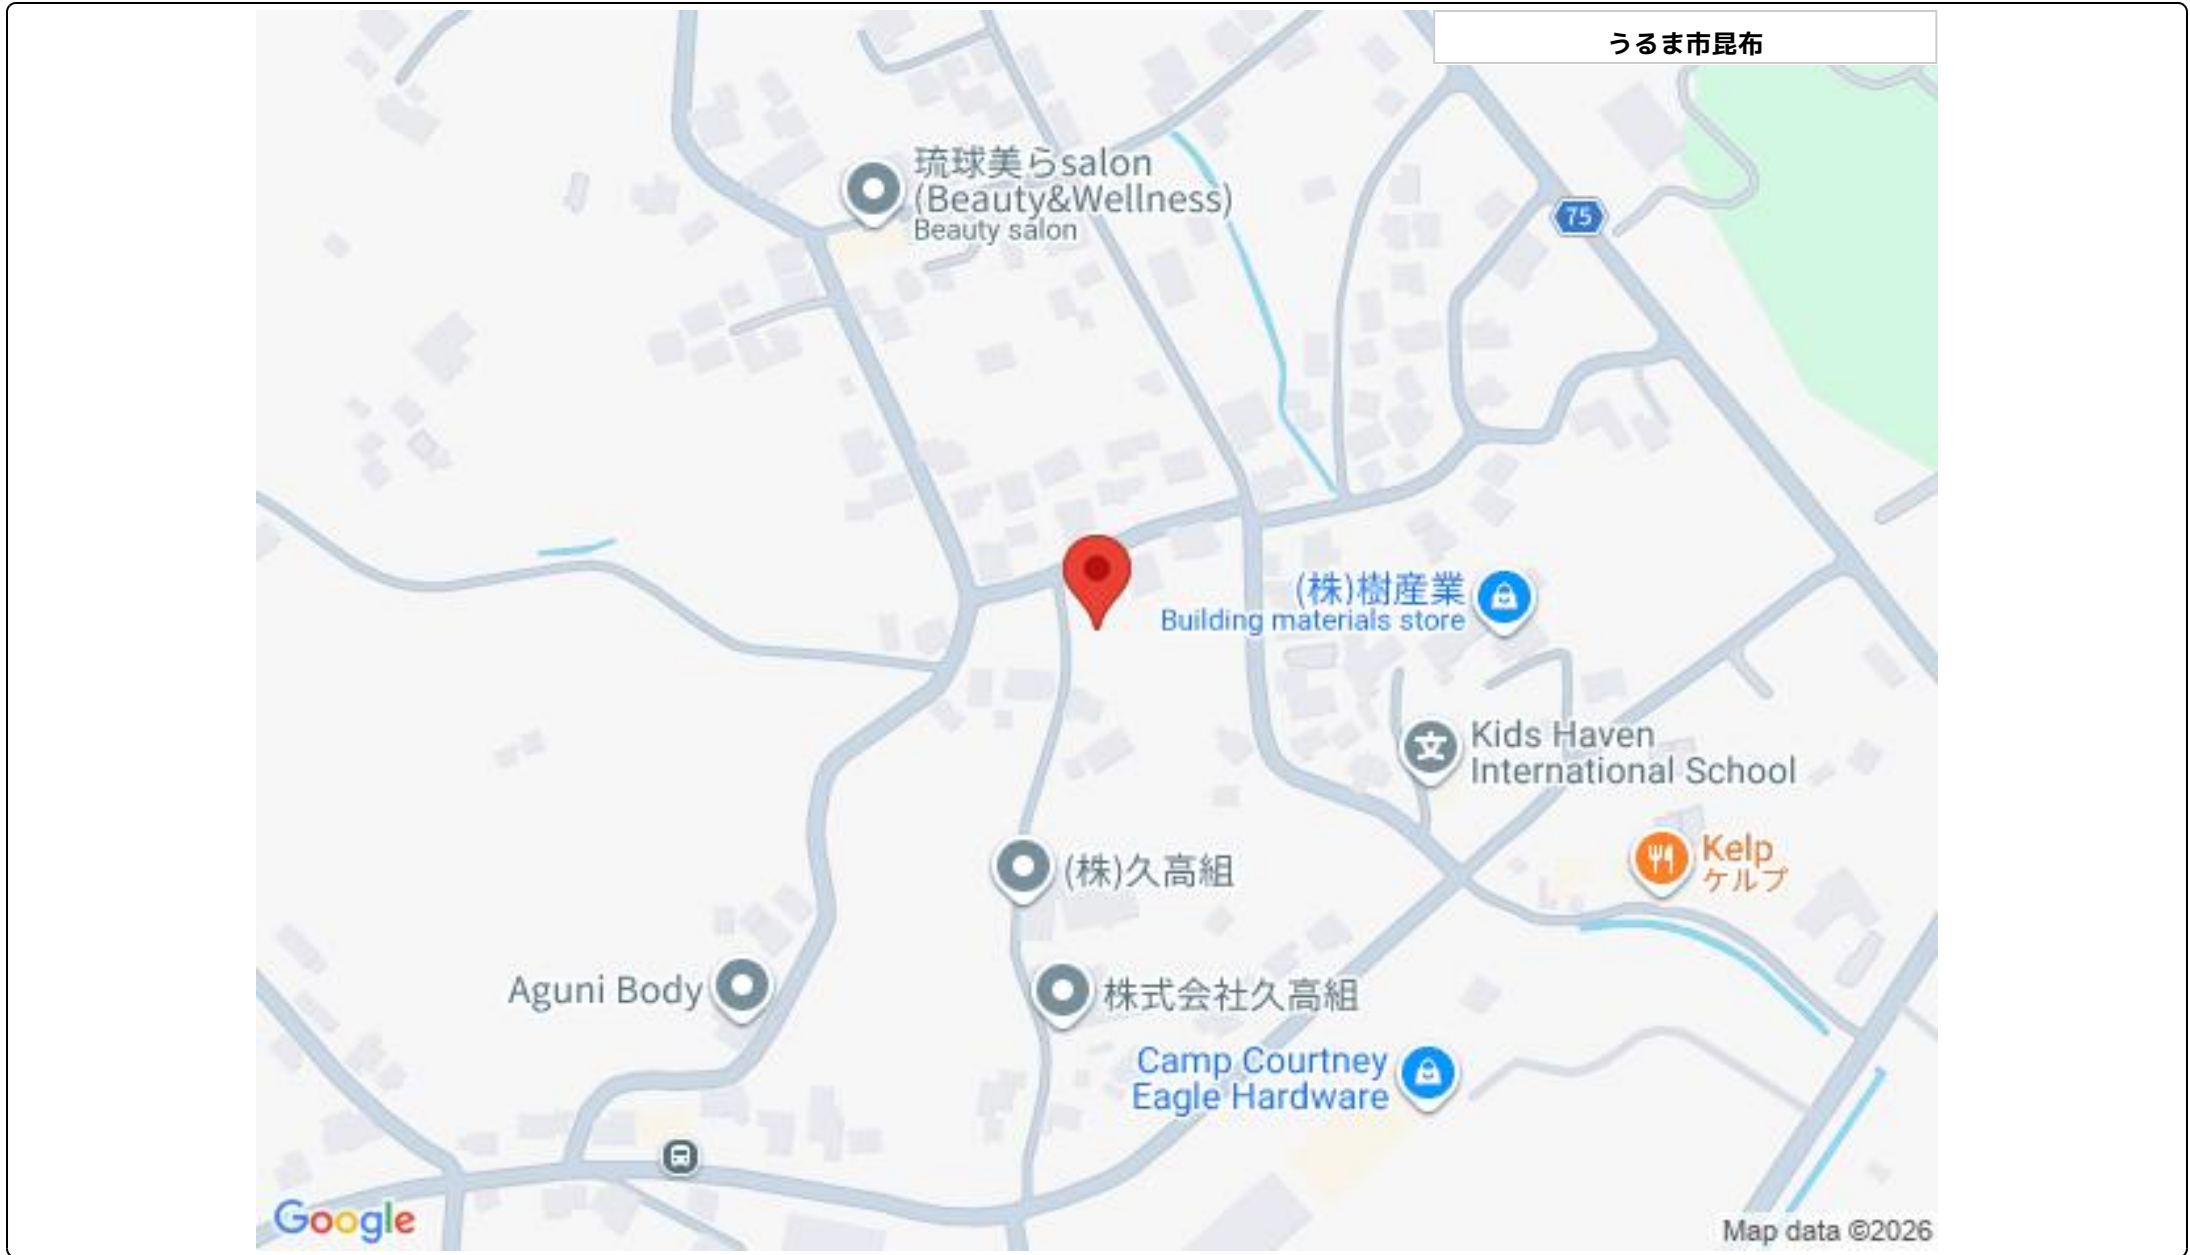 うるま市昆布
琉球美らsalon
(Beauty&Wellness)
Beauty salon
75
(株)樹産業
Building materials store
Kids Haven
International School
Kelp
ケルプ
(株)久高組
Aguni Body
株式会社久高組
Camp Courtney
Eagle Hardware
Google
Map data ©2026